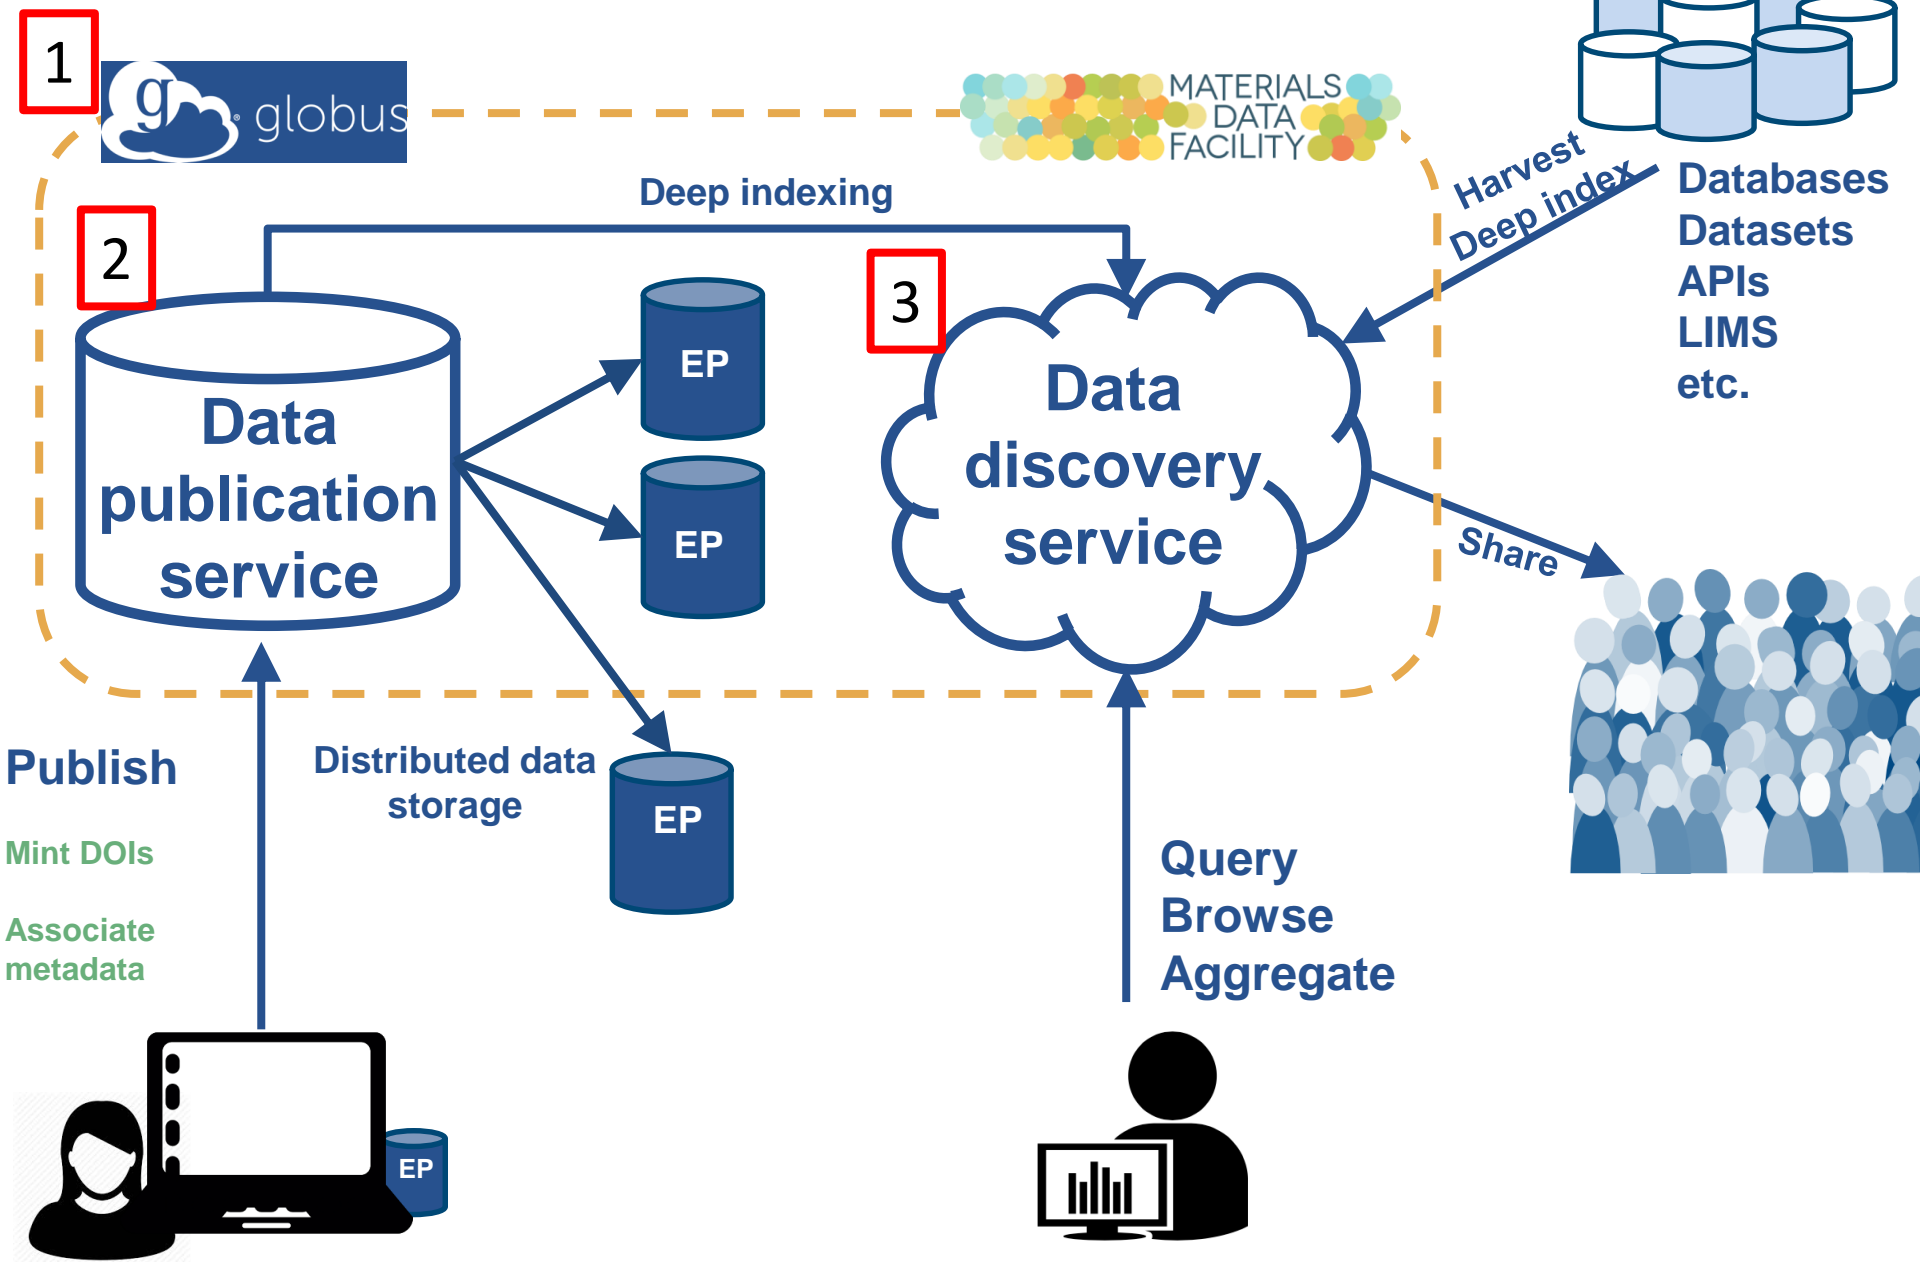 1
globus
MATERIALS
DATA
FACILITY
Harvest
Deep index
Databases
Datasets
APIs
LIMS
etc.
Deep indexing
2
3
EP
Data
publication
service
Data
discovery
service
EP
Share
Publish
Mint DOIs
Associate
metadata
Distributed data
storage
EP
Query
Browse
Aggregate
EP